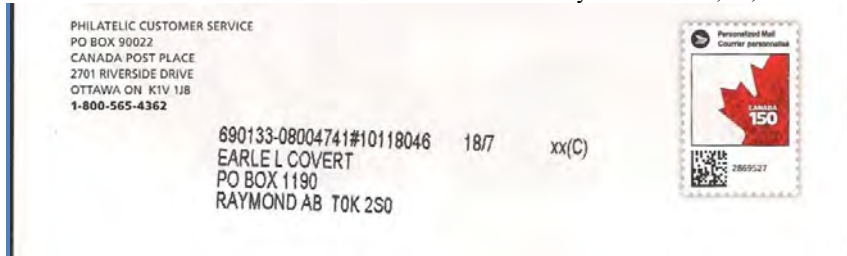 PHILATELIC CUSTOMER SERVICE
PO BOX 90022
CANADA POST PLACE
2701 RIVERSIDE DRIVE
OTTAWA ON K1V 1J8
1-800-565-4362
690133-08004741#10118046 18/7 xx(C)
EARLE L COVERT
PO BOX 1190
RAYMOND AB T0K 2S0
Personalized Mail
Courrier personnalisé
CANADA
150
2869527